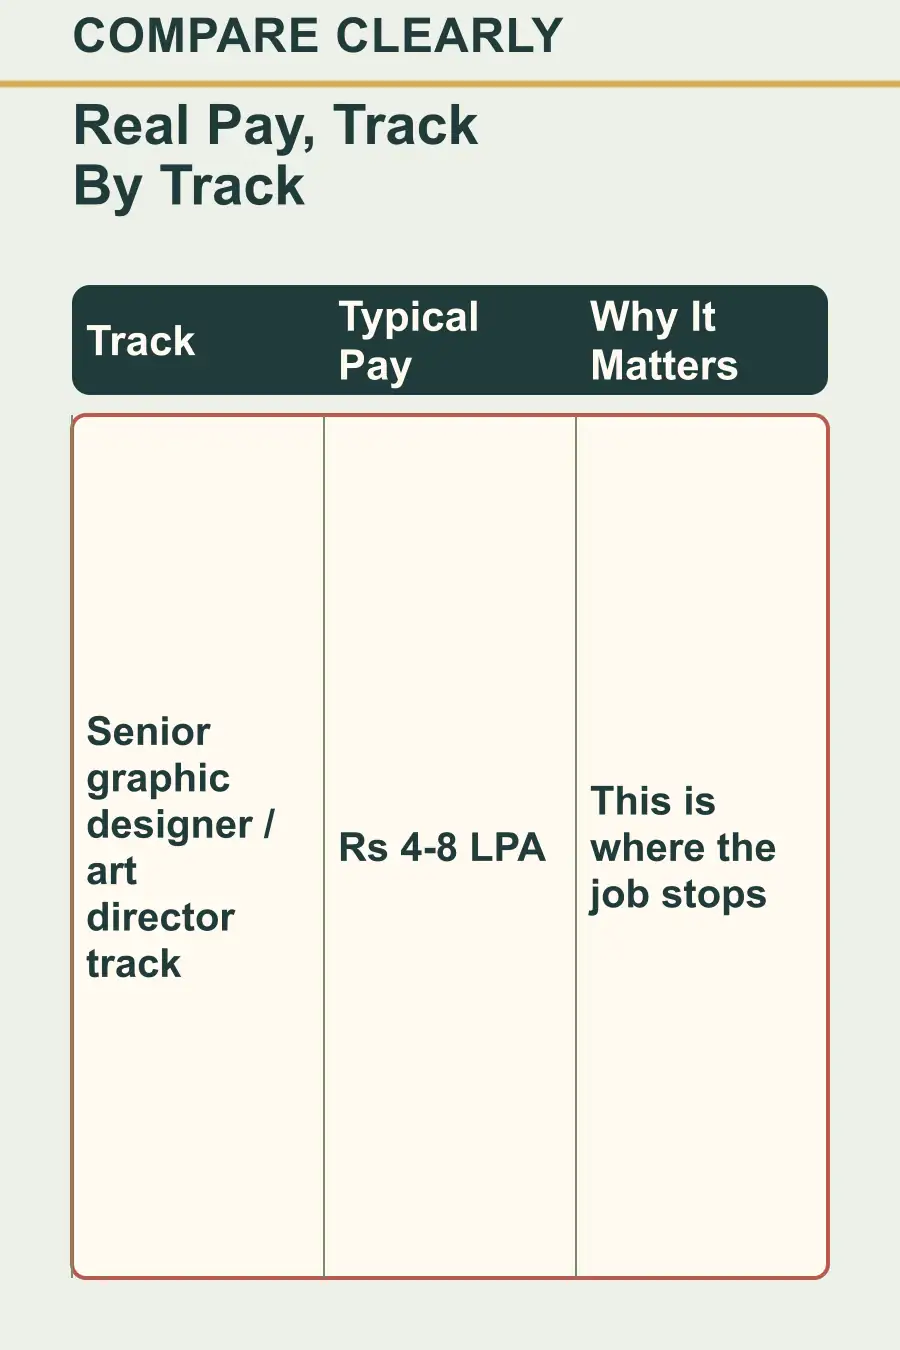 COMPARE CLEARLY
Real Pay, Track
By Track
Track
Typical
Pay
Why It
Matters
Senior
graphic
designer /
art
director
track
Rs 4-8 LPA
This is
where the
job stops